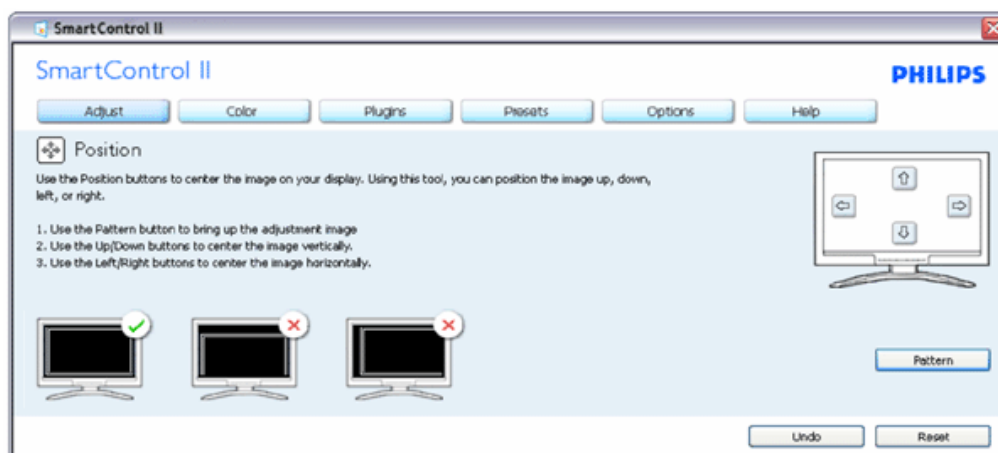 SmartControl II
SmartControl II
PHILIPS
Adjust Color Plugins Presets Options Help
Position
Use the Position buttons to center the image on your display. Using this tool, you can position the image up, down,
left, or right.
1. Use the Pattern button to bring up the adjustment image
2. Use the Up/Down buttons to center the image vertically.
3. Use the Left/Right buttons to center the image horizontally.
Pattern
Undo Reset